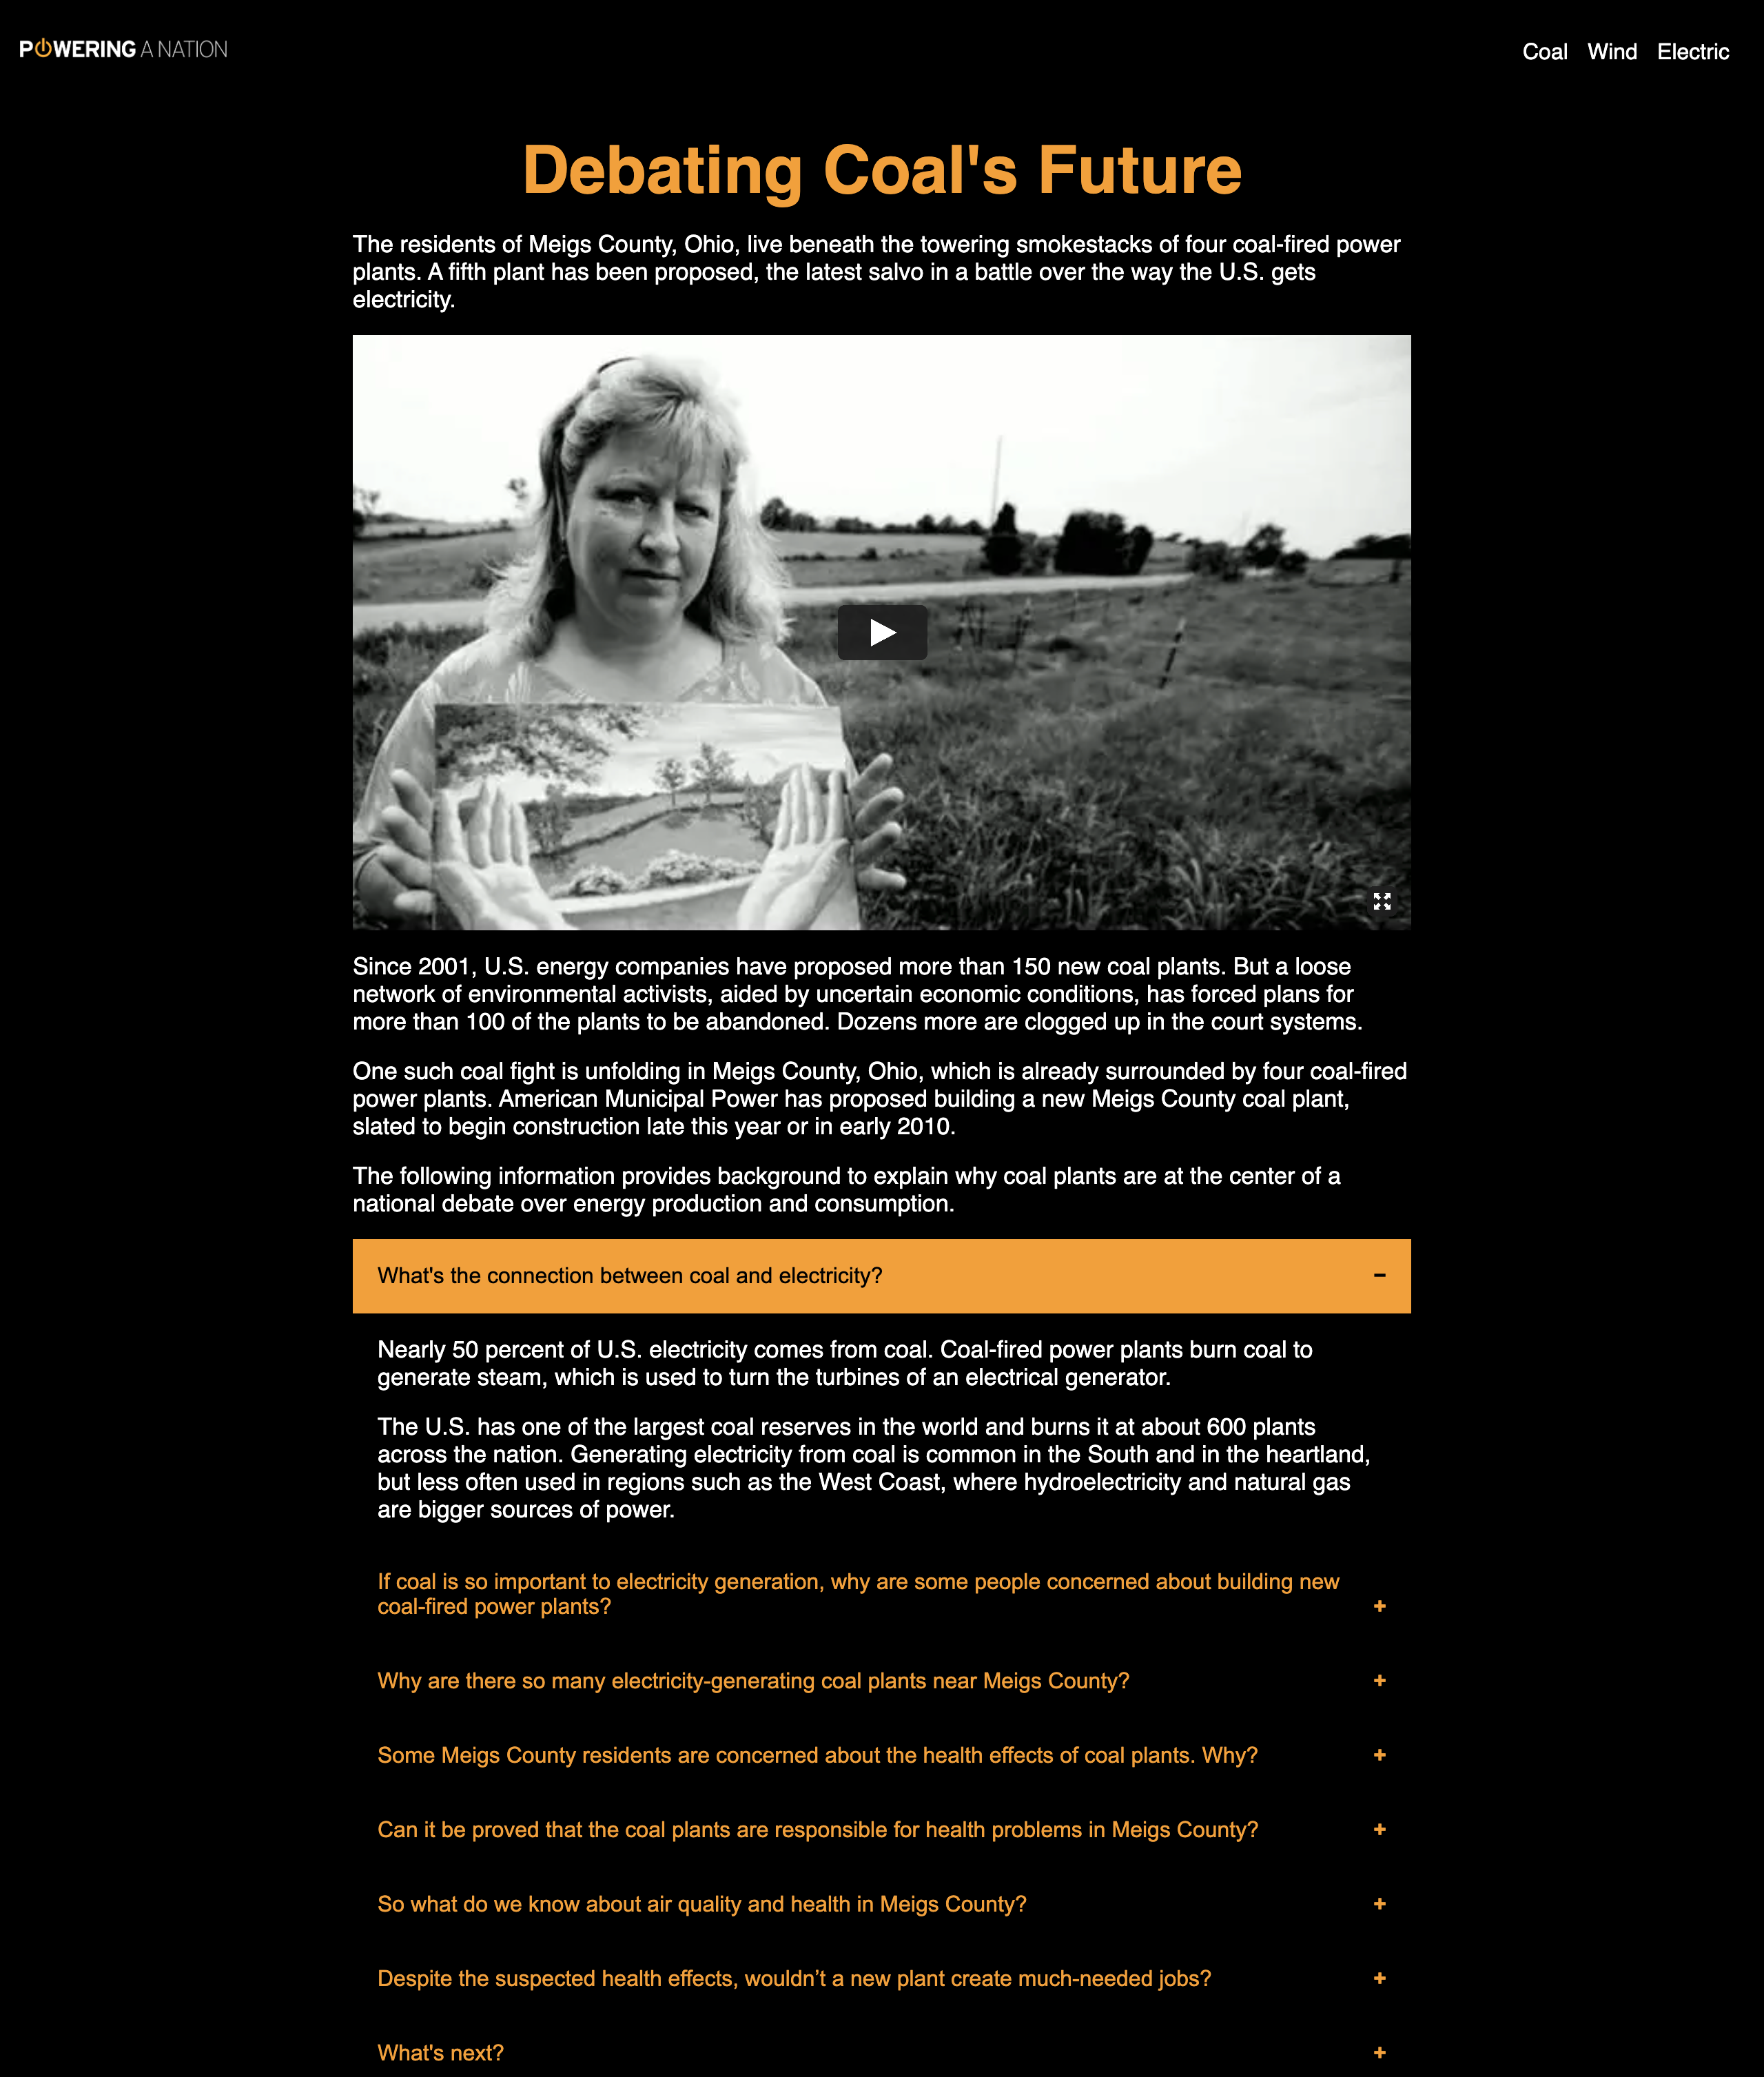 POWERING A NATION
Coal Wind Electric
Debating Coal's Future
The residents of Meigs County, Ohio, live beneath the towering smokestacks of four coal-fired power
plants. A fifth plant has been proposed, the latest salvo in a battle over the way the U.S. gets
electricity.
Since 2001, U.S. energy companies have proposed more than 150 new coal plants. But a loose
network of environmental activists, aided by uncertain economic conditions, has forced plans for
more than 100 of the plants to be abandoned. Dozens more are clogged up in the court systems.
One such coal fight is unfolding in Meigs County, Ohio, which is already surrounded by four coal-fired
power plants. American Municipal Power has proposed building a new Meigs County coal plant,
slated to begin construction late this year or in early 2010.
The following information provides background to explain why coal plants are at the center of a
national debate over energy production and consumption.
What's the connection between coal and electricity? −
Nearly 50 percent of U.S. electricity comes from coal. Coal-fired power plants burn coal to
generate steam, which is used to turn the turbines of an electrical generator.
The U.S. has one of the largest coal reserves in the world and burns it at about 600 plants
across the nation. Generating electricity from coal is common in the South and in the heartland,
but less often used in regions such as the West Coast, where hydroelectricity and natural gas
are bigger sources of power.
If coal is so important to electricity generation, why are some people concerned about building new
coal-fired power plants? +
Why are there so many electricity-generating coal plants near Meigs County? +
Some Meigs County residents are concerned about the health effects of coal plants. Why? +
Can it be proved that the coal plants are responsible for health problems in Meigs County? +
So what do we know about air quality and health in Meigs County? +
Despite the suspected health effects, wouldn’t a new plant create much-needed jobs? +
What's next? +